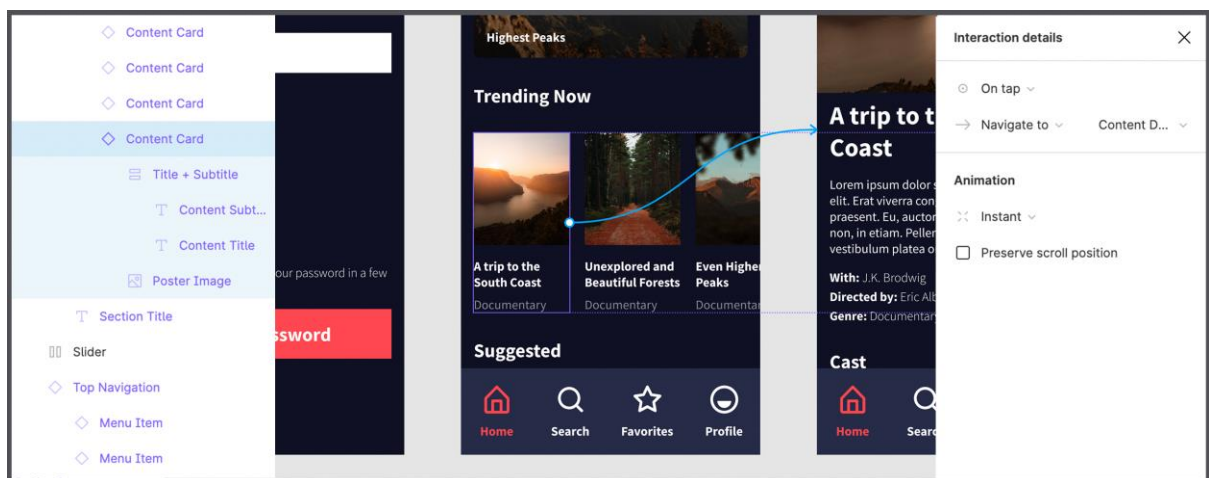 Content Card
Content Card
Content Card
Content Card
Title + Subtitle
Content Subt...
Content Title
Poster Image
Section Title
Slider
Top Navigation
Menu Item
Menu Item
our password in a few
ssword
Highest Peaks
Trending Now
A trip to the
South Coast
Documentary
Unexplored and
Beautiful Forests
Documentary
Even Higher
Peaks
Documentar
Suggested
Home
Search
Favorites
Profile
A trip to t
Coast
Lorem ipsum dolor s
elit. Erat viverra con
praesent. Eu, auctor
non, in etiam. Peller
vestibulum platea o
With: J.K. Brodwig
Directed by: Eric Alb
Genre: Documentary
Cast
Home
Searc
Interaction details
On tap
Navigate to Content D...
Animation
Instant
Preserve scroll position